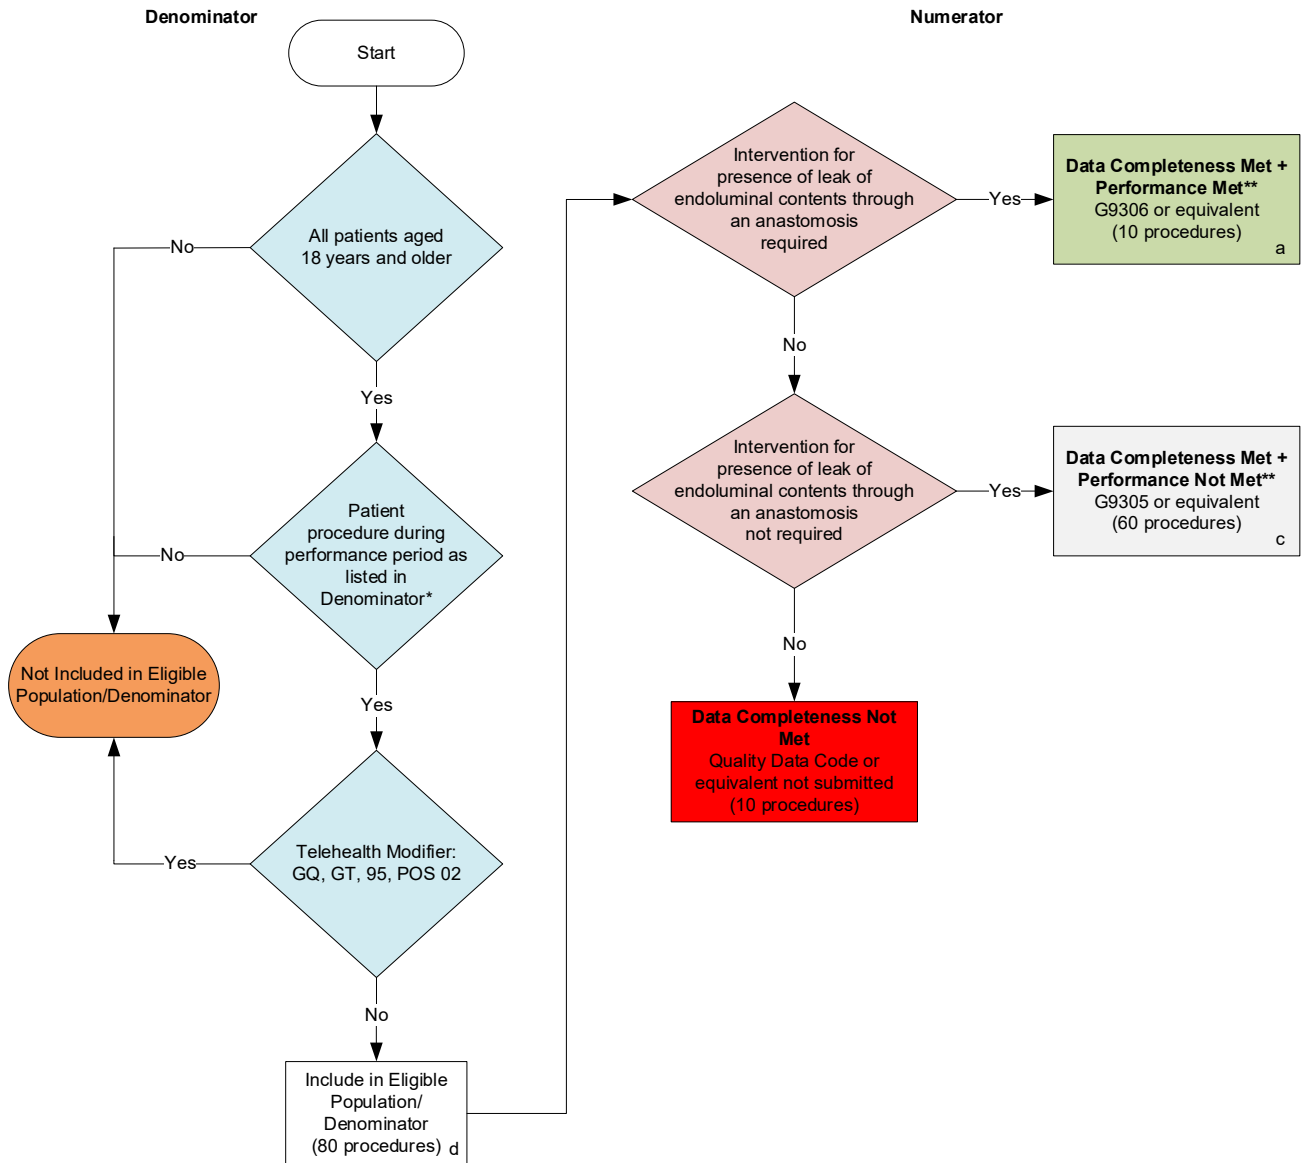 Denominator
Start
All patients aged
18 years and older
No
Yes
Patient
procedure during
performance period as
listed in
Denominator*
No
Not Included in Eligible
Population/Denominator
Yes
Telehealth Modifier:
GQ, GT, 95, POS 02
Yes
No
Include in Eligible
Population/
Denominator
(80 procedures) d
Numerator
Intervention for
presence of leak of
endoluminal contents through
an anastomosis
required
Yes
Data Completeness Met +
Performance Met**
G9306 or equivalent
(10 procedures)
a
No
Intervention for
presence of leak of
endoluminal contents through
an anastomosis
not required
Yes
Data Completeness Met +
Performance Not Met**
G9305 or equivalent
(60 procedures)
c
No
Data Completeness Not
Met
Quality Data Code or
equivalent not submitted
(10 procedures)